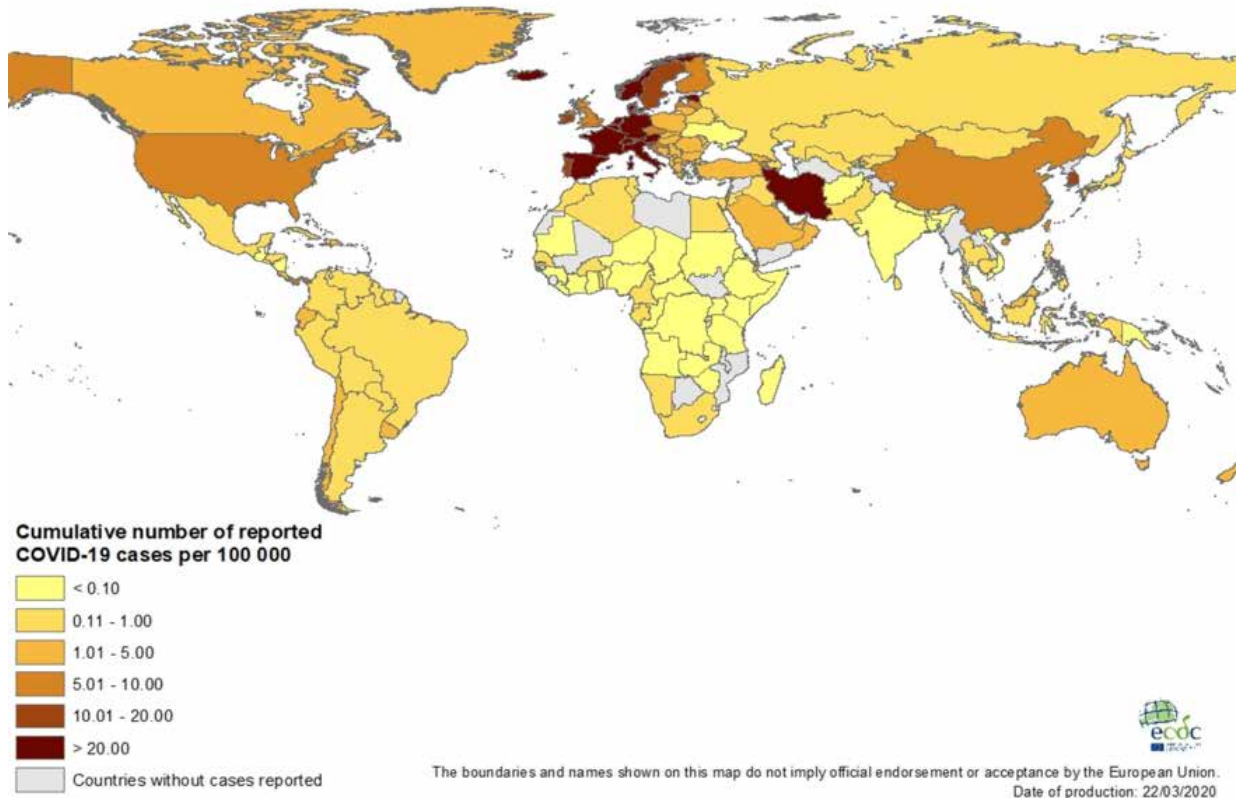 Cumulative number of reported
COVID-19 cases per 100 000
< 0.10
0.11 - 1.00
1.01 - 5.00
5.01 - 10.00
10.01 - 20.00
> 20.00
Countries without cases reported
ecdc
The boundaries and names shown on this map do not imply official endorsement or acceptance by the European Union.
Date of production: 22/03/2020